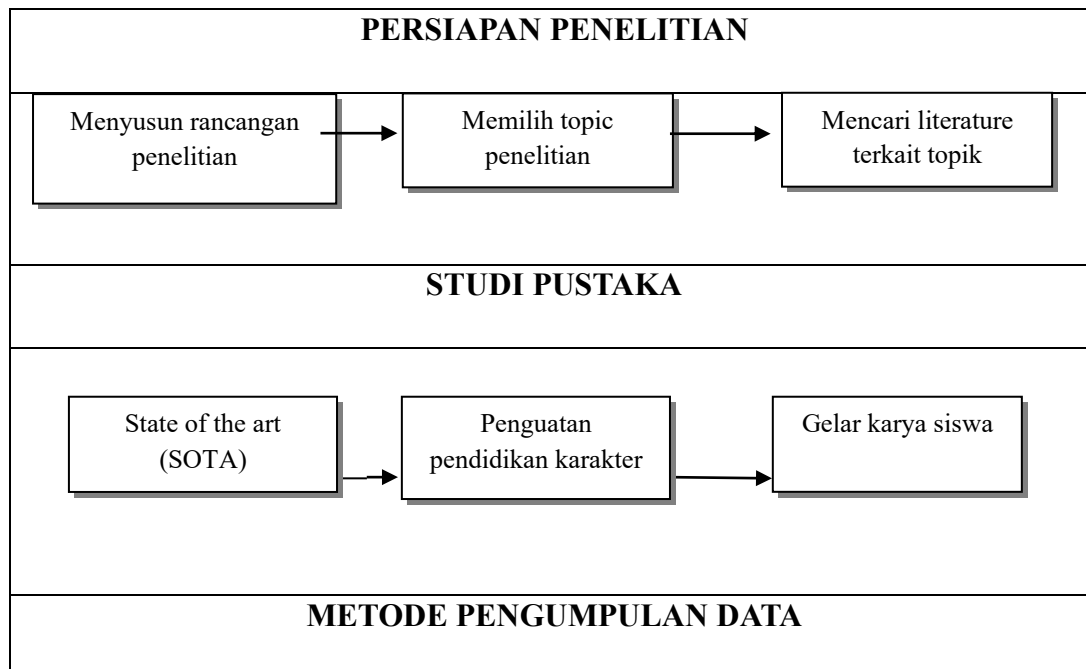 PERSIAPAN PENELITIAN
Menyusun rancangan
penelitian
Memilih topic
penelitian
Mencari literature
terkait topik
STUDI PUSTAKA
State of the art
(SOTA)
Penguatan
pendidikan karakter
Gelar karya siswa
METODE PENGUMPULAN DATA